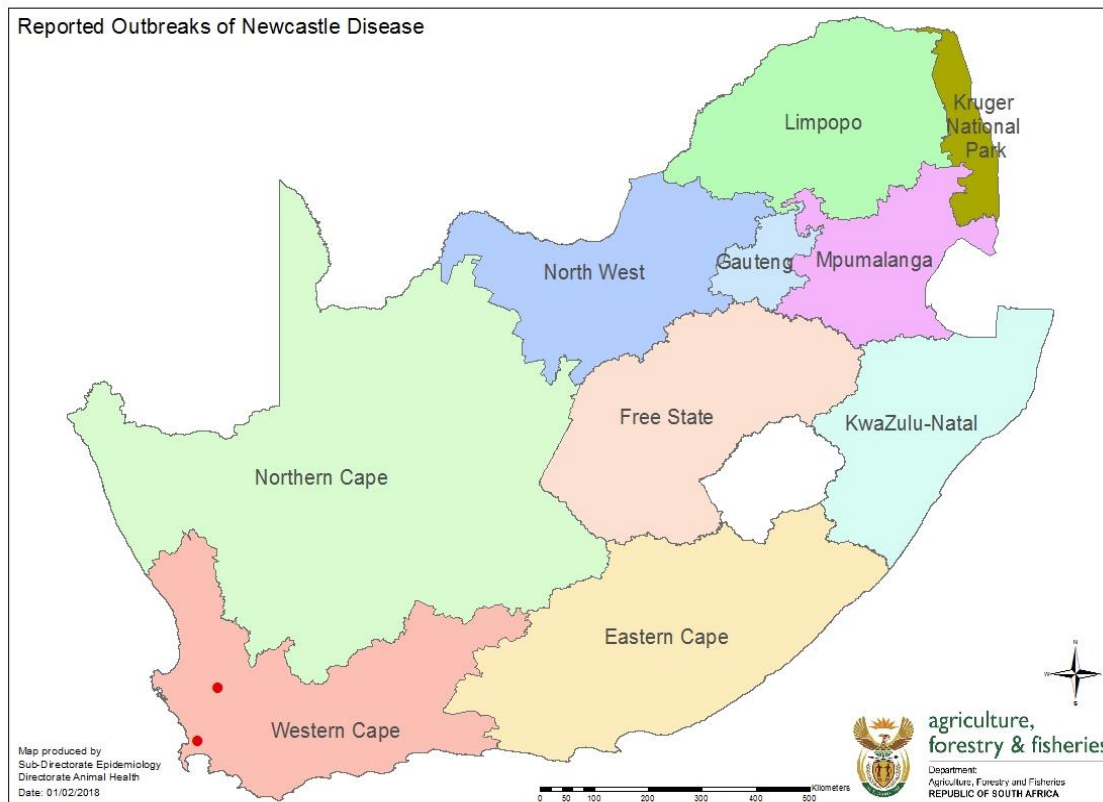 Reported Outbreaks of Newcastle Disease
Limpopo
Kruger
National
Park
North West
Gauteng
Mpumalanga
Free State
KwaZulu-Natal
Northern Cape
Eastern Cape
Western Cape
N
W
E
S
Map produced by
Sub-Directorate Epidemiology
Directorate Animal Health
Date: 01/02/2018
Kilometers
0 50 100 200 300 400 500
agriculture,
forestry & fisheries
Department:
Agriculture, Forestry and Fisheries
REPUBLIC OF SOUTH AFRICA